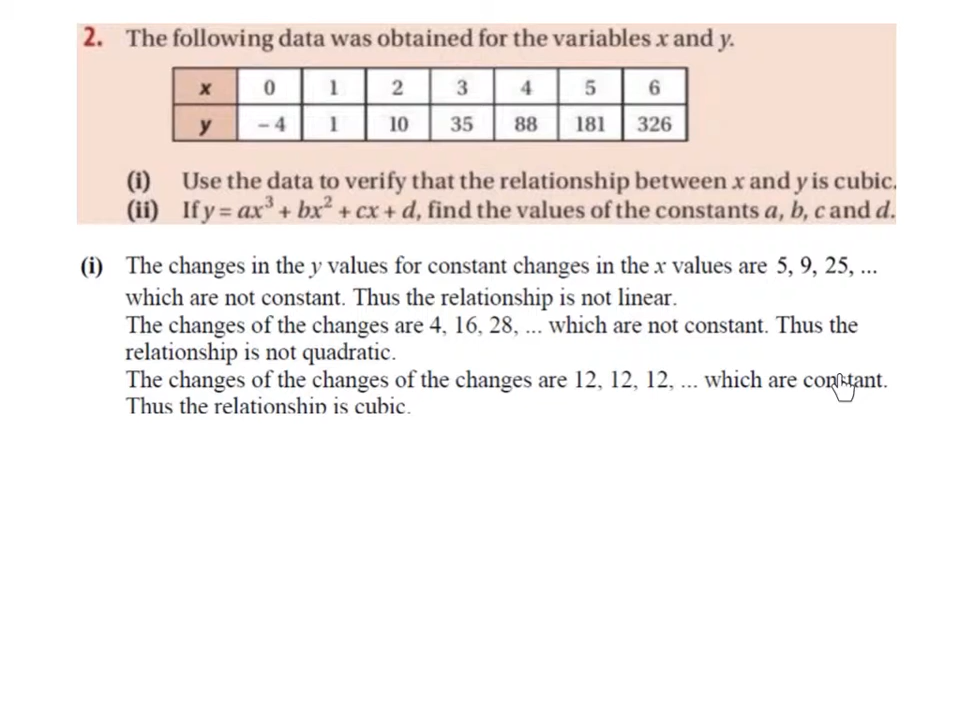 2. The following data was obtained for the variables x and y.
x 0 1 2 3 4 5 6
y -4 1 10 35 88 181 326
(i) Use the data to verify that the relationship between x and y is cubic.
(ii) If y = ax³ + bx² + cx + d, find the values of the constants a, b, c and d.
(i) The changes in the y values for constant changes in the x values are 5, 9, 25, ...
which are not constant. Thus the relationship is not linear.
The changes of the changes are 4, 16, 28, ... which are not constant. Thus the
relationship is not quadratic.
The changes of the changes of the changes are 12, 12, 12, ... which are constant.
Thus the relationship is cubic.